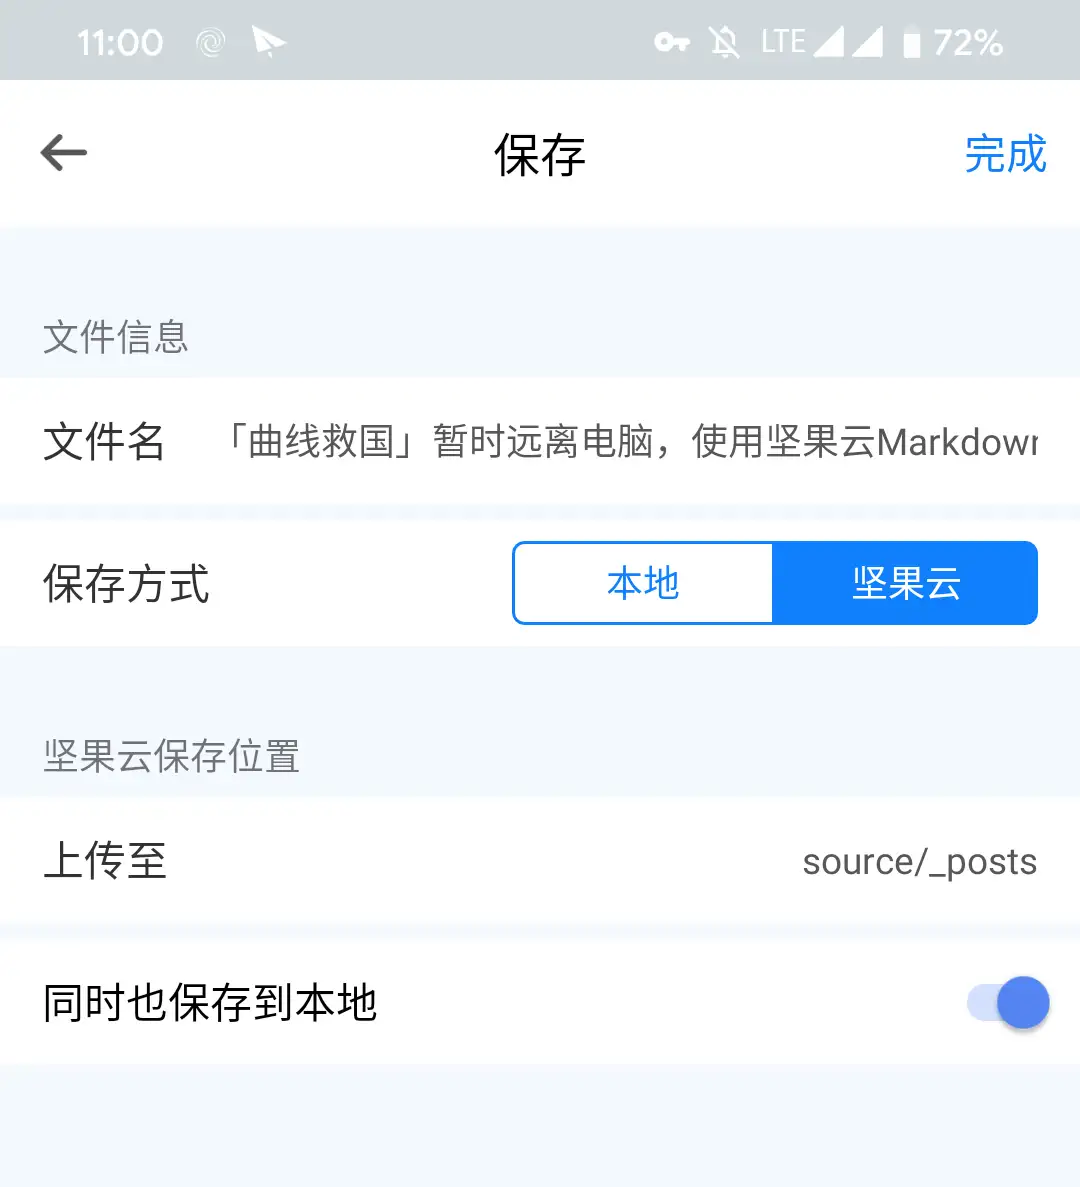 11:00 LTE 72%
保存 完成
文件信息
文件名 「曲线救国」暂时远离电脑，使用坚果云Markdown
保存方式 本地 坚果云
坚果云保存位置
上传至 source/_posts
同时也保存到本地